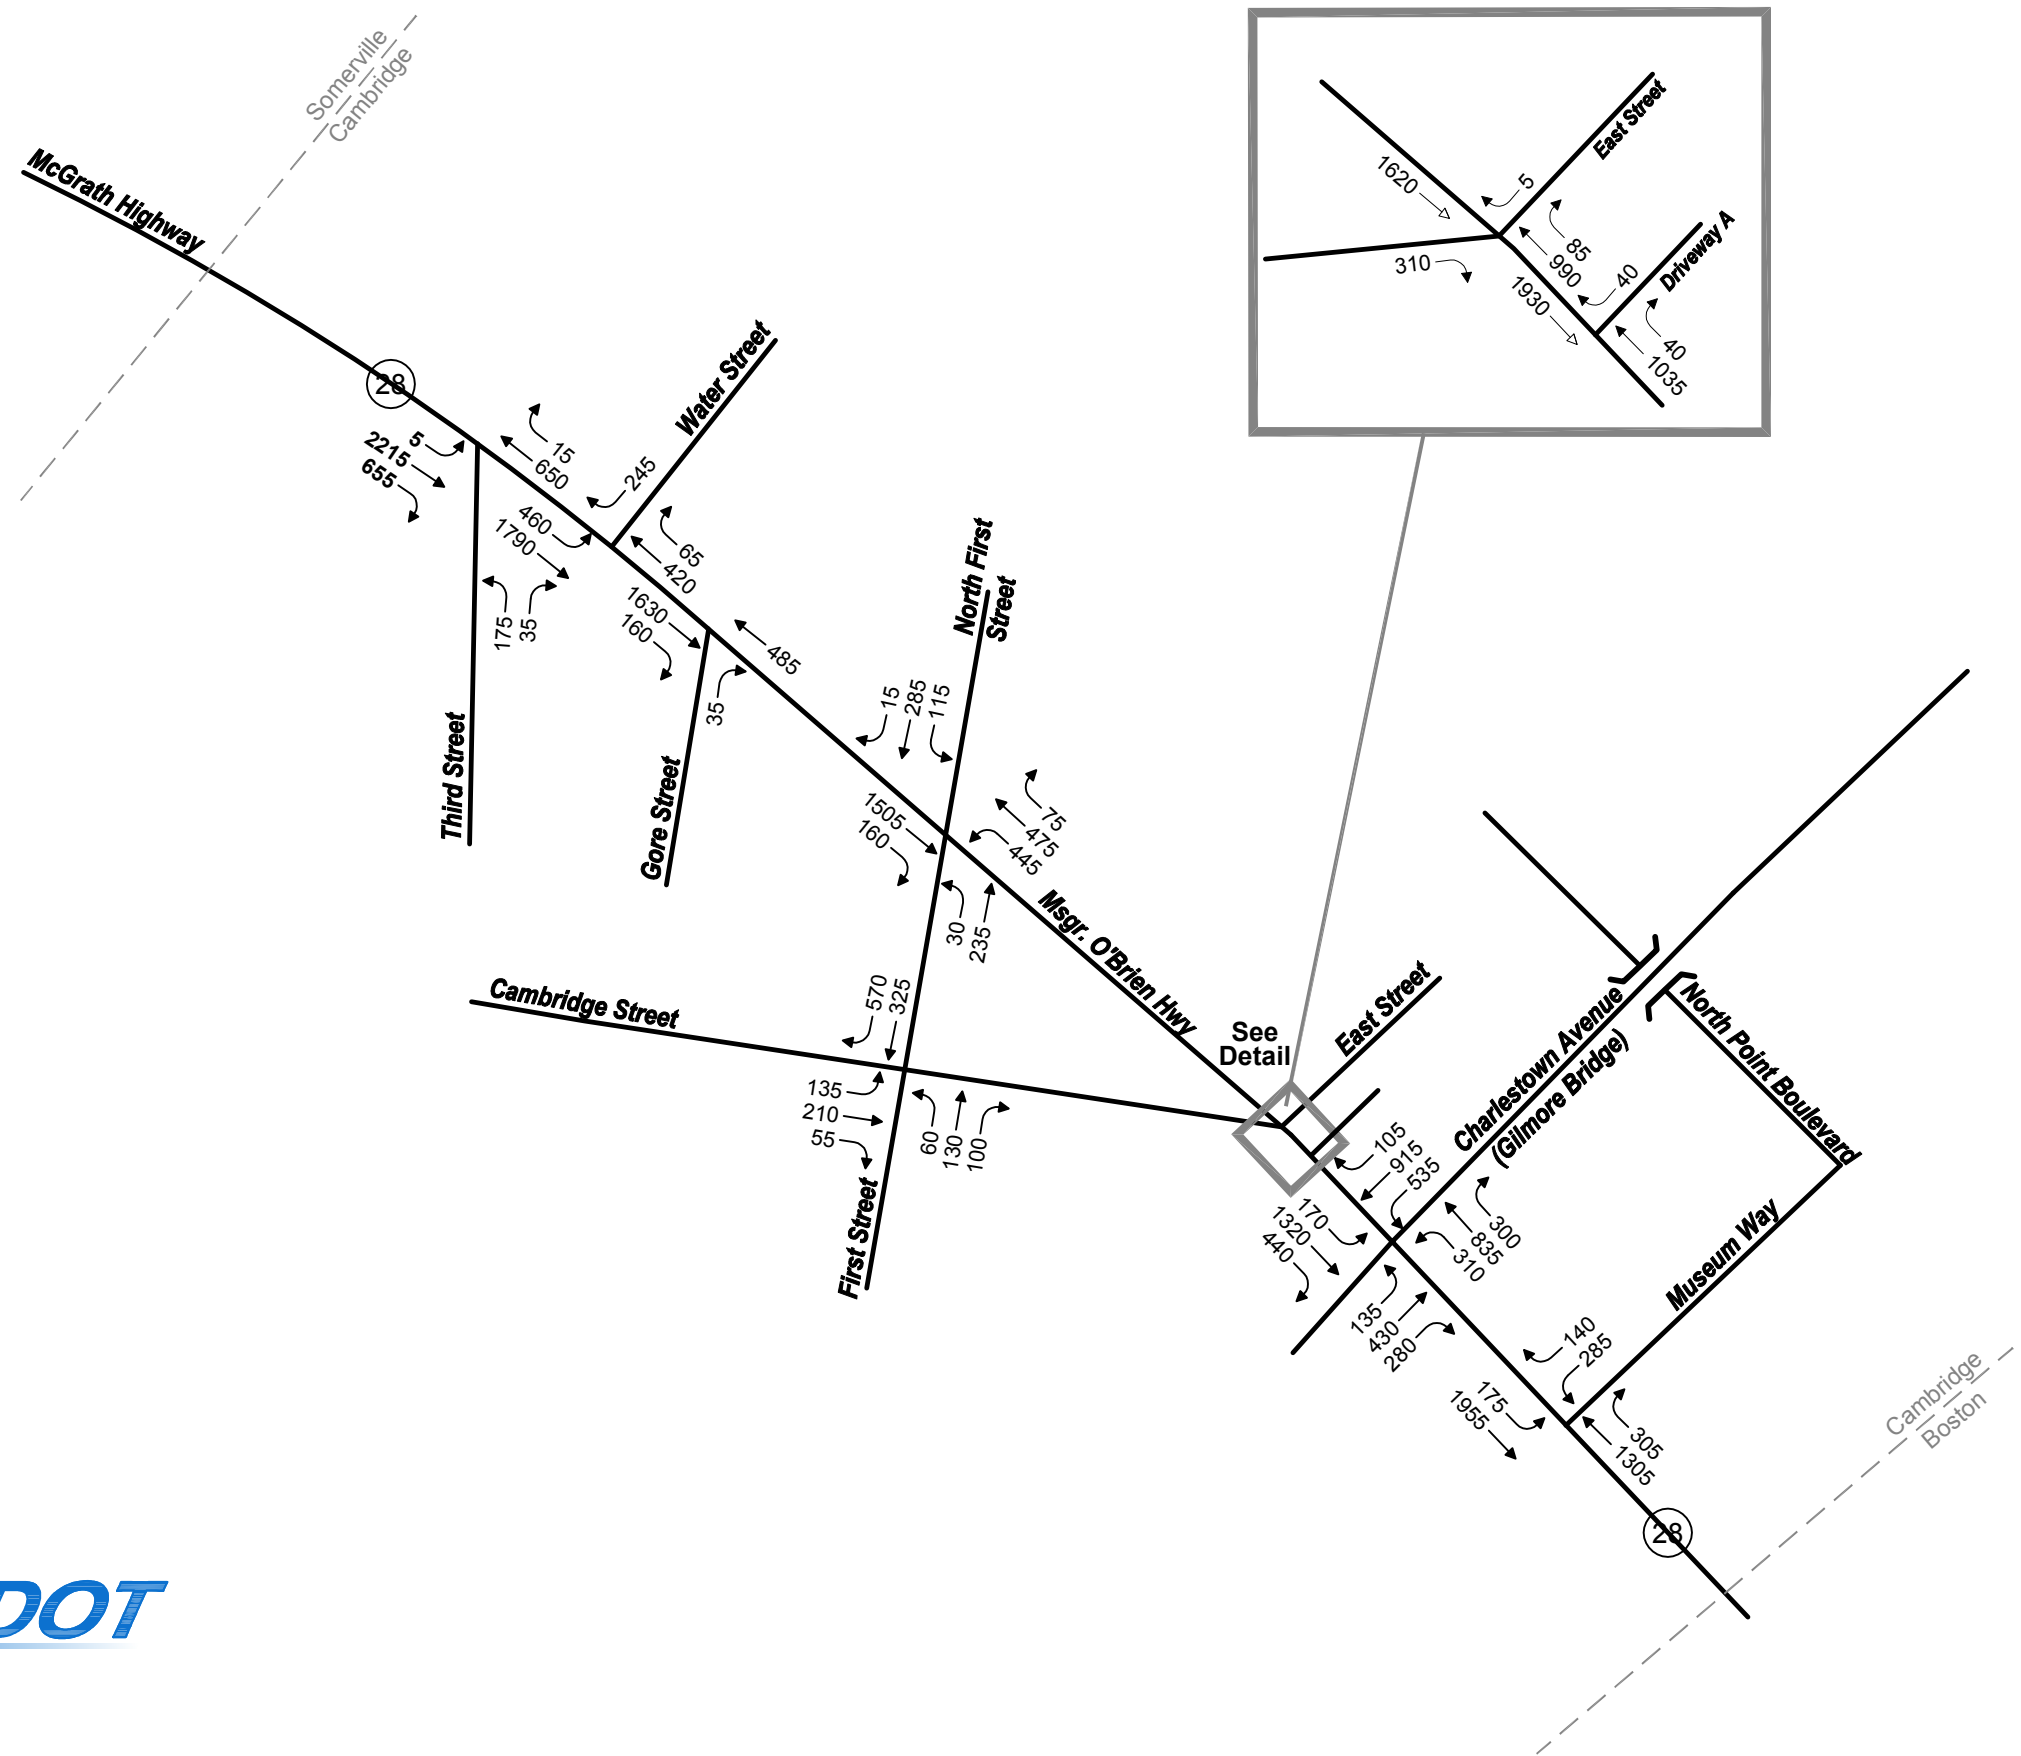 Somerville
Cambridge
McGrath Highway
28
5
2215
655
15
650
245
Water Street
460
1790
175
35
65
420
1630
160
485
35
Third Street
Gore Street
North First
Street
15
285
115
1505
160
75
475
445
30
235
Msgr. O'Brien Hwy
Cambridge Street
570
325
135
210
55
60
130
100
First Street
See
Detail
East Street
1620
5
East Street
310
85
990
1930
40
Driveway A
40
1035
Charlestown Avenue
(Gilmore Bridge)
North Point Boulevard
Museum Way
105
915
535
170
1320
440
300
835
310
135
430
280
140
285
175
1955
305
1305
28
Cambridge
Boston
DOT